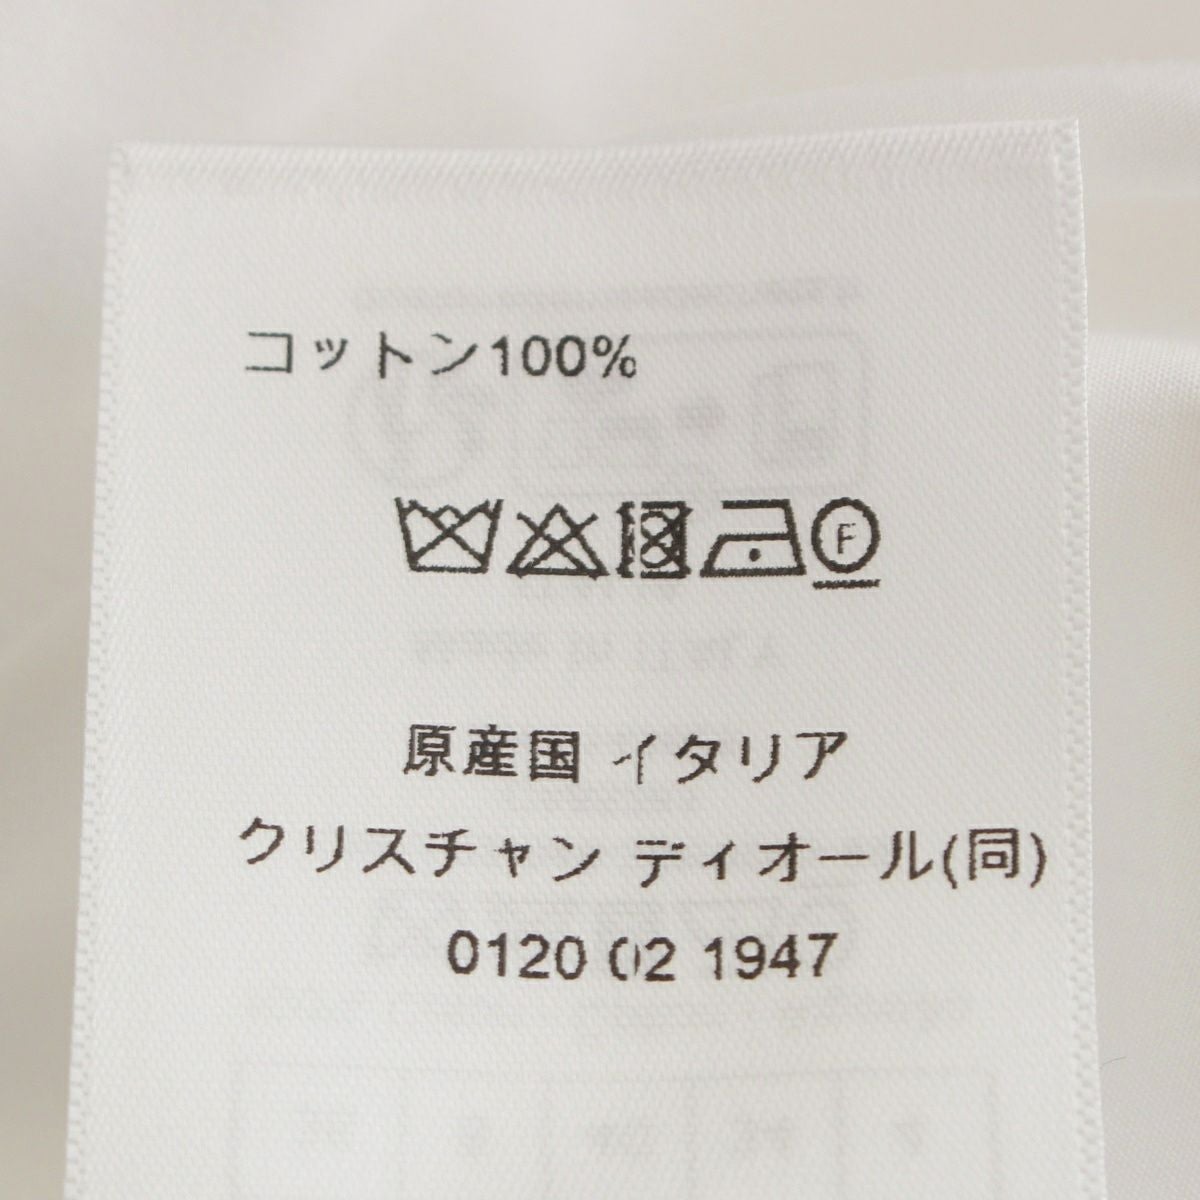 コットン100%
F
原産国 イタリア
クリスチャン ディオール(同)
0120 02 1947